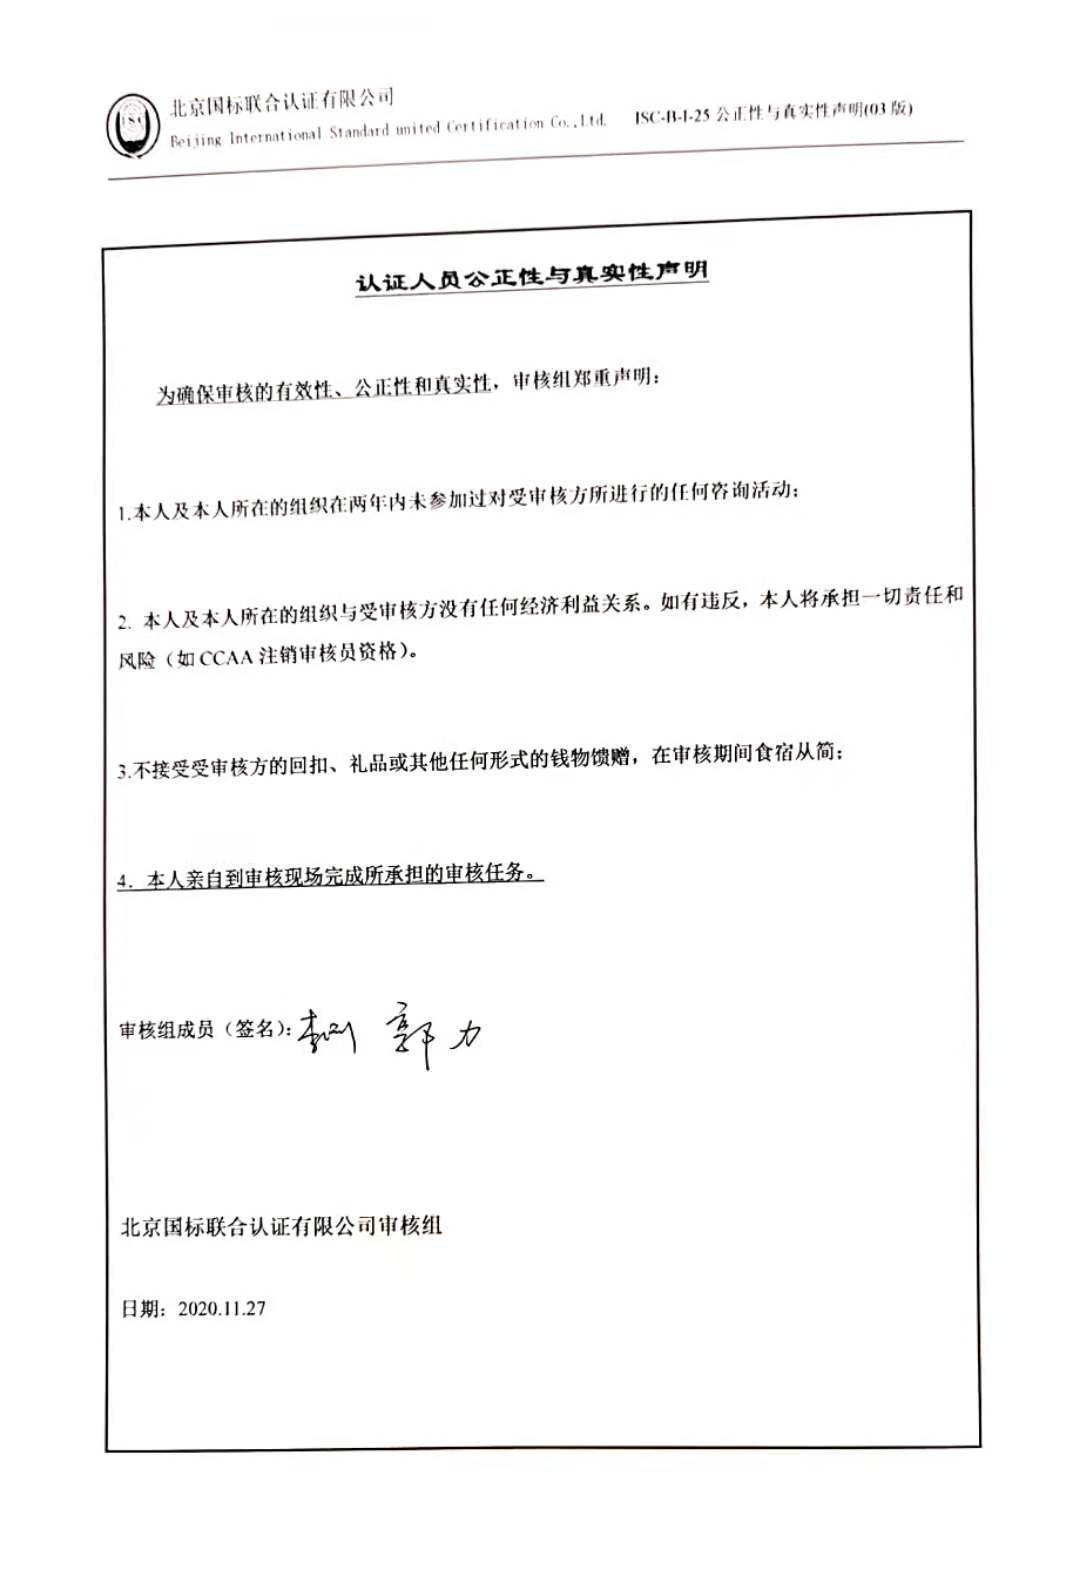 北京国标联合认证有限公司
Beijing International Standard united Certification Co.,Ltd. ISC-B-I-25 公正性与真实性声明(03 版)
认证人员公正性与真实性声明
为确保审核的有效性、公正性和真实性，审核组郑重声明：
1.本人及本人所在的组织在两年内未参加过对受审核方所进行的任何咨询活动；
2. 本人及本人所在的组织与受审核方没有任何经济利益关系。如有违反，本人将承担一切责任和
风险（如 CCAA 注销审核员资格）。
3.不接受受审核方的回扣、礼品或其他任何形式的钱物馈赠，在审核期间食宿从简；
4．本人亲自到审核现场完成所承担的审核任务。
审核组成员（签名）： 郭力
北京国标联合认证有限公司审核组
日期：2020.11.27